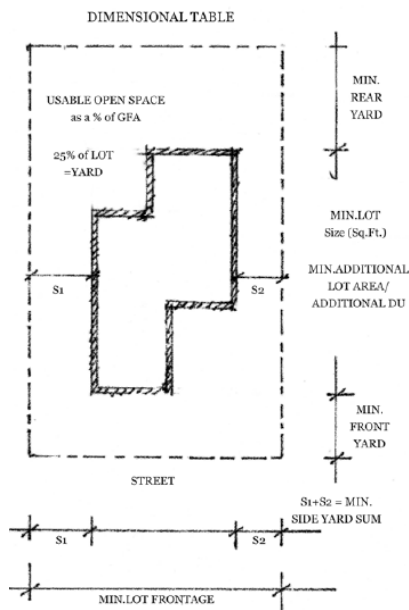 DIMENSIONAL TABLE
USABLE OPEN SPACE
as a % of GFA
25% of LOT
=YARD
MIN.
REAR
YARD
MIN.LOT
Size (Sq.Ft.)
MIN.ADDITIONAL
LOT AREA/
ADDITIONAL DU
S1
S2
MIN.
FRONT
YARD
STREET
S1+S2 = MIN.
SIDE YARD SUM
S1
S2
MIN.LOT FRONTAGE